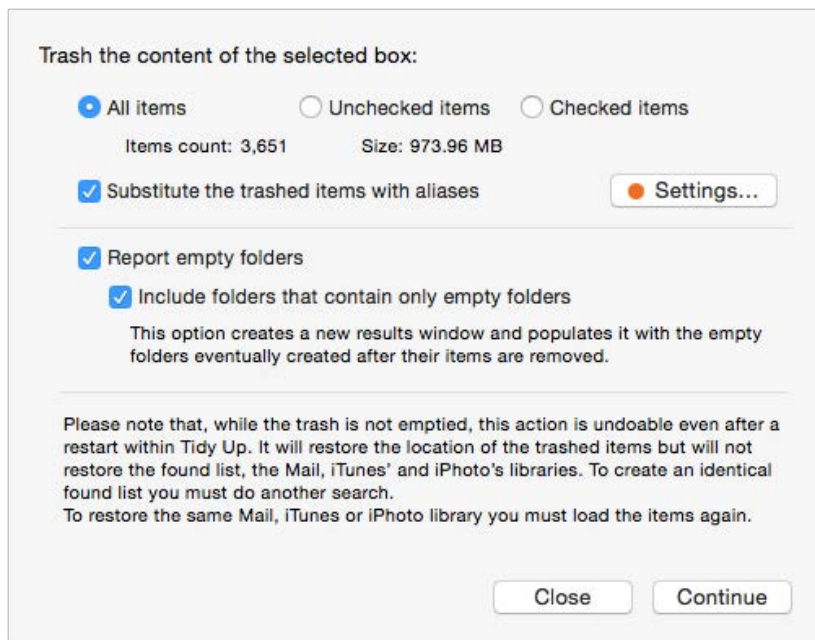 Trash the content of the selected box:
All items Unchecked items Checked items
Items count: 3,651 Size: 973.96 MB
Substitute the trashed items with aliases Settings...
Report empty folders
Include folders that contain only empty folders
This option creates a new results window and populates it with the empty
folders eventually created after their items are removed.
Please note that, while the trash is not emptied, this action is undoable even after a
restart within Tidy Up. It will restore the location of the trashed items but will not
restore the found list, the Mail, iTunes’ and iPhoto’s libraries. To create an identical
found list you must do another search.
To restore the same Mail, iTunes or iPhoto library you must load the items again.
Close Continue